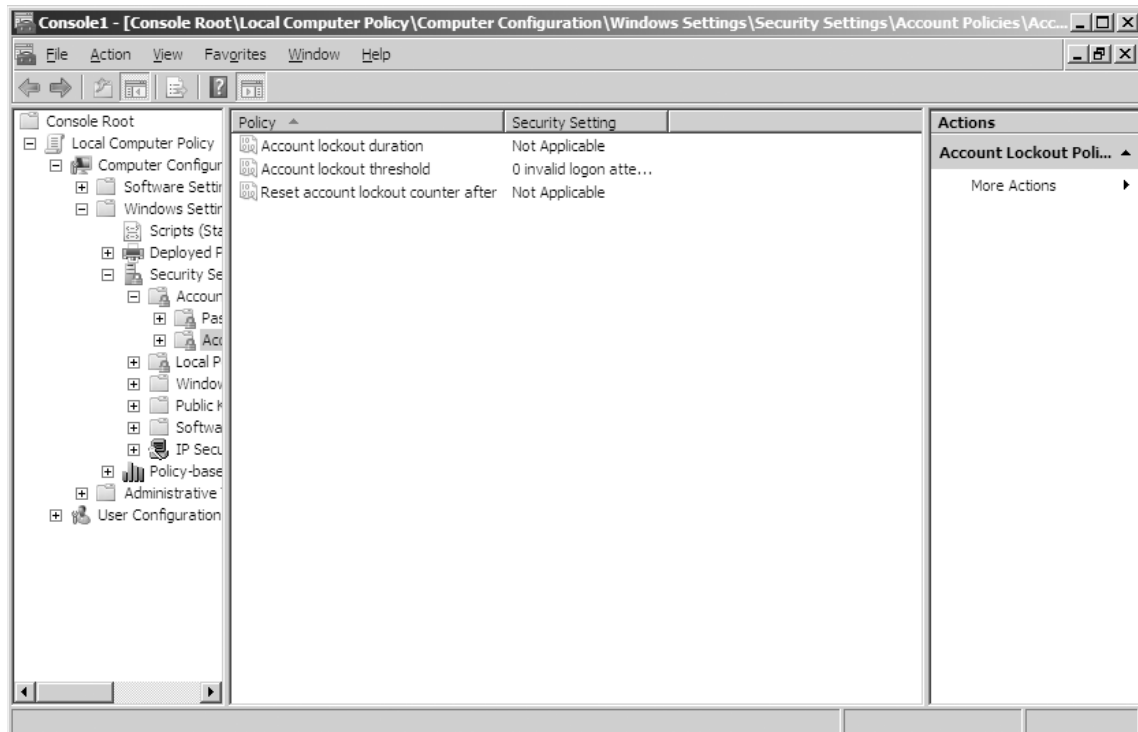 Console1 - [Console Root\Local Computer Policy\Computer Configuration\Windows Settings\Security Settings\Account Policies\Acc...
File Action View Favorites Window Help
Console Root
Local Computer Policy
Computer Configur
Software Settin
Windows Settin
Scripts (Sta
Deployed P
Security Se
Accoun
Pas
Acc
Local P
Window
Public K
Softwa
IP Secu
Policy-base
Administrative
User Configuration
Policy Security Setting
Account lockout duration Not Applicable
Account lockout threshold 0 invalid logon atte...
Reset account lockout counter after Not Applicable
Actions
Account Lockout Poli...
More Actions